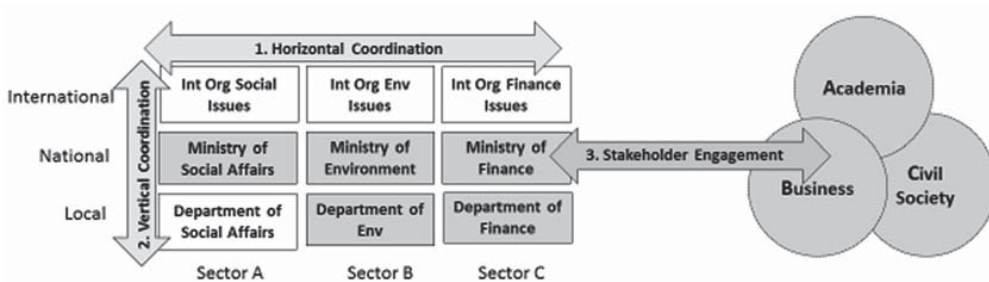 1. Horizontal Coordination
2. Vertical Coordination
International
Int Org Social
Issues
Int Org Env
Issues
Int Org Finance
Issues
National
Ministry of
Social Affairs
Ministry of
Environment
Ministry of
Finance
3. Stakeholder Engagement
Local
Department of
Social Affairs
Department of
Env
Department of
Finance
Sector A
Sector B
Sector C
Academia
Business
Civil
Society